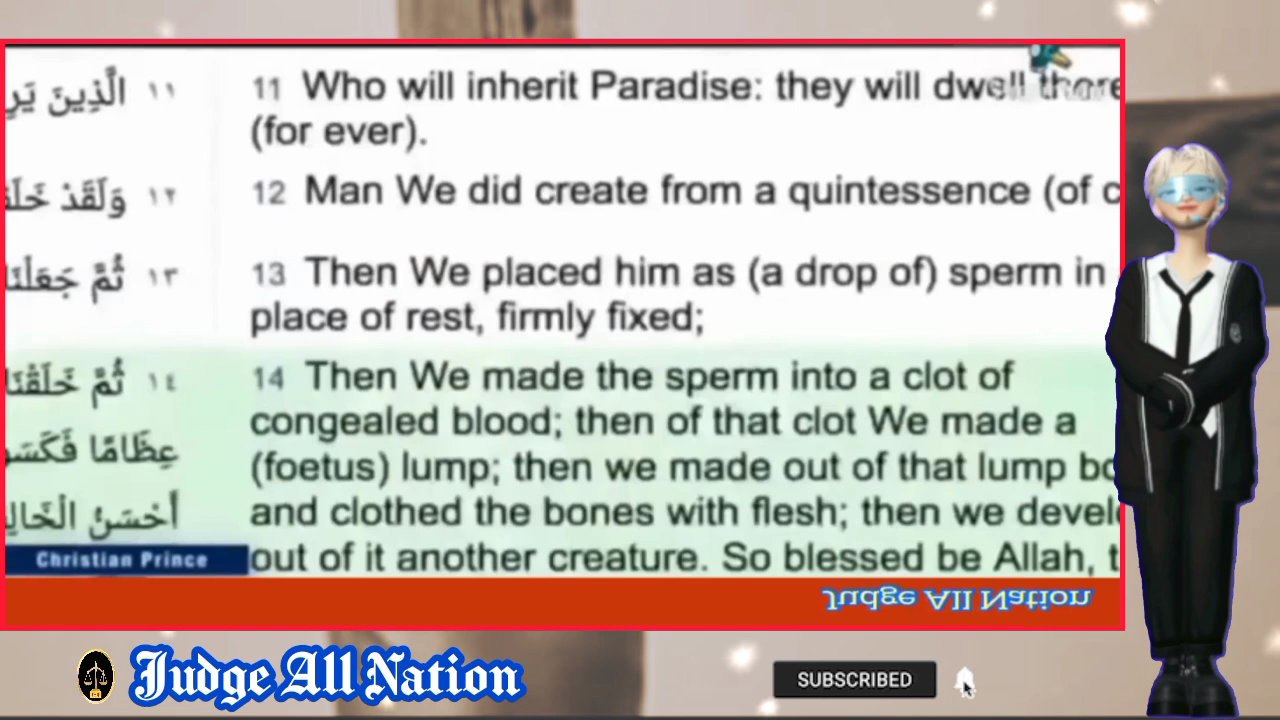 الَّذِينَ ١١
11 Who will inherit Paradise: they will dwell there
(for ever).
وَلَقَدْ ١٢
12 Man We did create from a quintessence (of
ثُمَّ ١٣
13 Then We placed him as (a drop of) sperm in
place of rest, firmly fixed;
ثُمَّ ١٤
14 Then We made the sperm into a clot of
congealed blood; then of that clot We made a
عِظَامًا
(foetus) lump; then we made out of that lump
and clothed the bones with flesh; then we
أَحْسَنُ
out of it another creature. So blessed be Allah,
Christian Prince
Judge All Nation
Judge All Nation
SUBSCRIBED